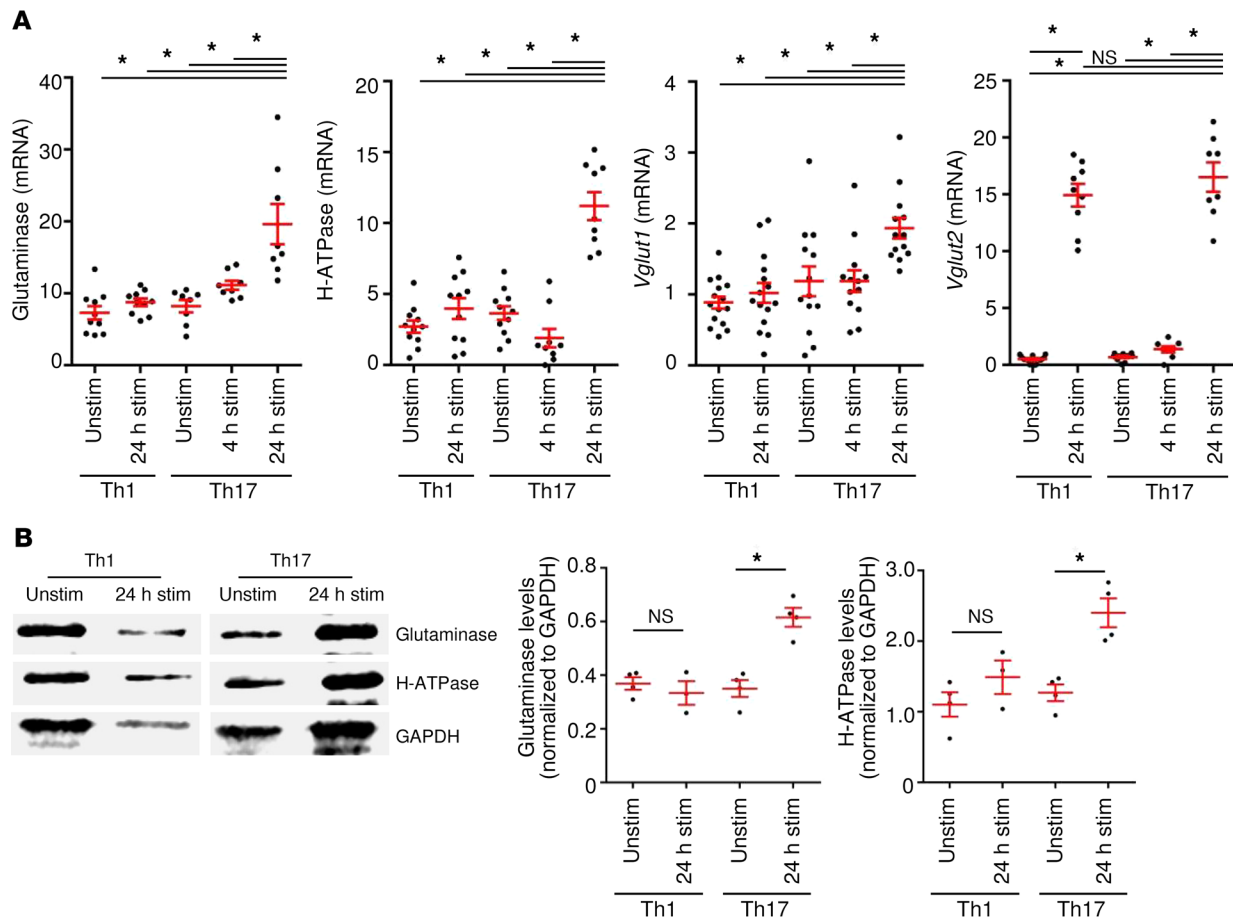 A
* * * *
Glutaminase (mRNA)
40
30
20
10
0
Unstim
24 h stim
Unstim
4 h stim
24 h stim
Th1
Th17
* * * *
H-ATPase (mRNA)
20
15
10
5
0
Unstim
24 h stim
Unstim
4 h stim
24 h stim
Th1
Th17
* * * *
Vglut1 (mRNA)
4
3
2
1
0
Unstim
24 h stim
Unstim
4 h stim
24 h stim
Th1
Th17
* * *
* NS
Vglut2 (mRNA)
25
20
15
10
5
0
Unstim
24 h stim
Unstim
4 h stim
24 h stim
Th1
Th17
B
Th1
Th17
Unstim
24 h stim
Unstim
24 h stim
Glutaminase
H-ATPase
GAPDH
Glutaminase levels
(normalized to GAPDH)
0.8
0.6
0.4
0.2
0
NS
*
Unstim
24 h stim
Unstim
24 h stim
Th1
Th17
H-ATPase levels
(normalized to GAPDH)
3.0
2.0
1.0
0
NS
*
Unstim
24 h stim
Unstim
24 h stim
Th1
Th17